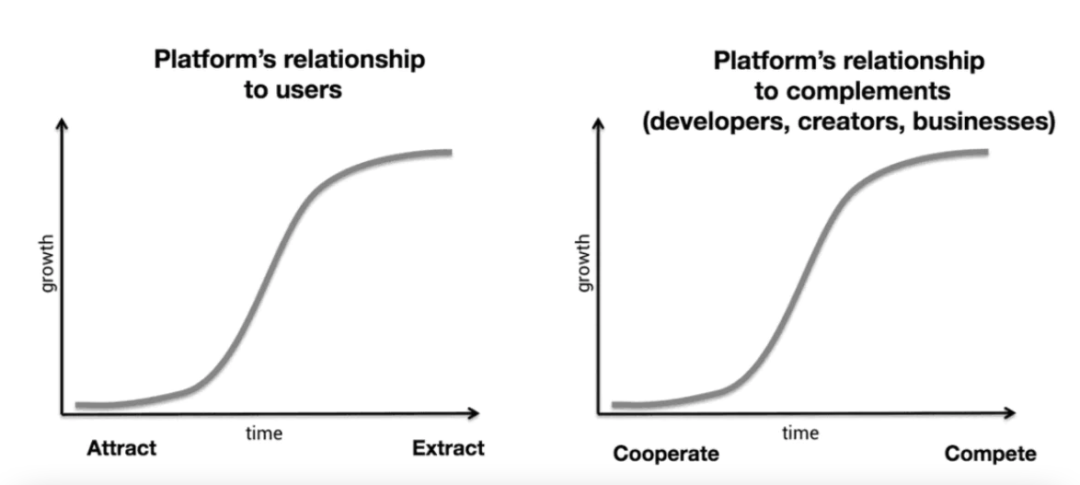 Platform's relationship
to users
growth
time
Attract
Extract
Platform's relationship
to complements
(developers, creators, businesses)
growth
time
Cooperate
Compete